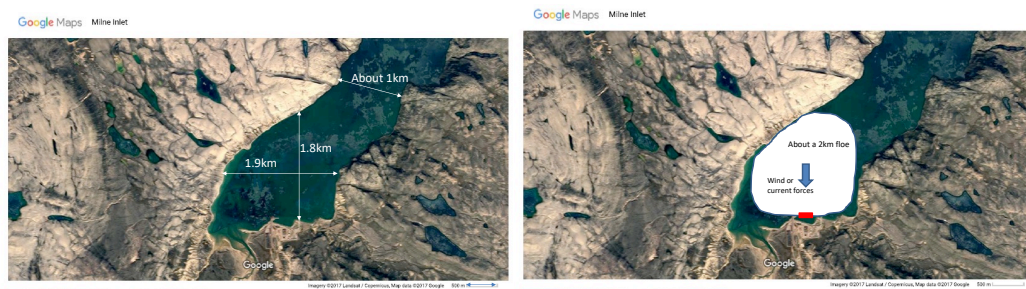 Google Maps Milne Inlet
About 1km
1.8km
1.9km
Google
Imagery ©2017 Landsat / Copernicus, Map data ©2017 Google 500 m
Google Maps Milne Inlet
About a 2km floe
Wind or
current forces
Google
Imagery ©2017 Landsat / Copernicus, Map data ©2017 Google 500 m